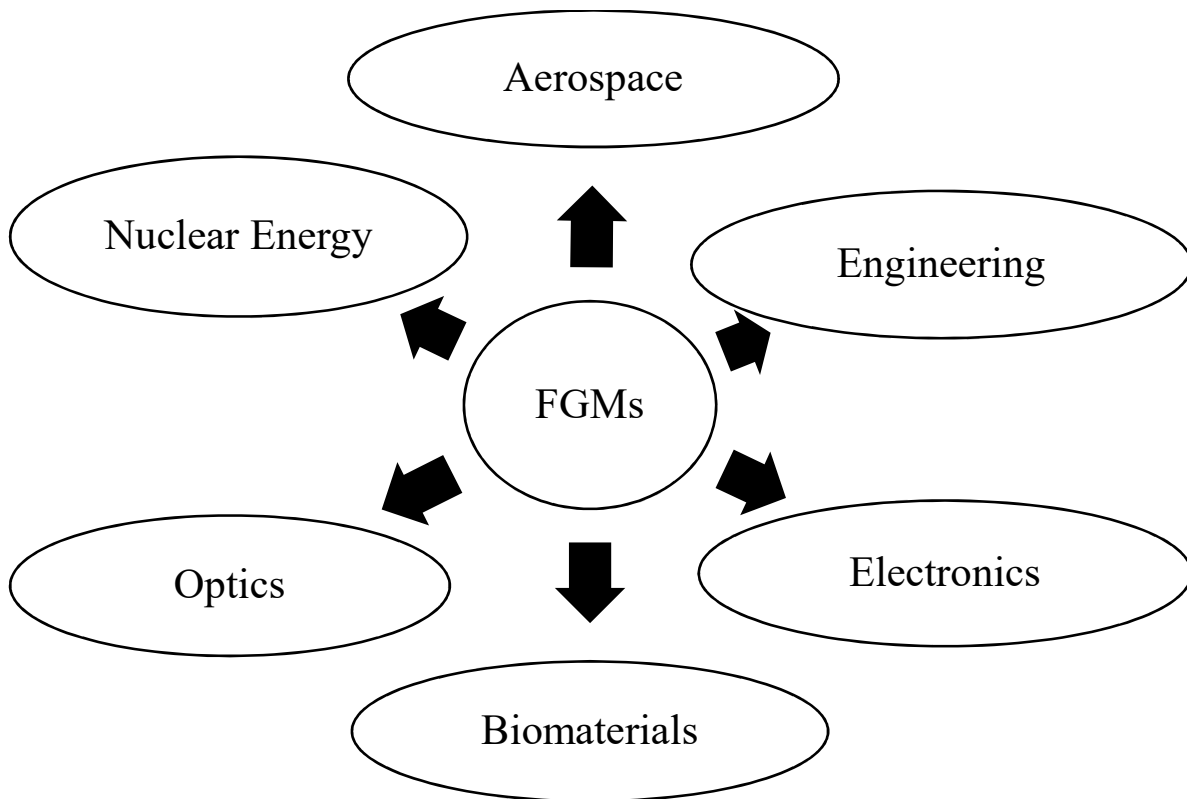 Aerospace
Nuclear Energy
Engineering
FGMs
Optics
Electronics
Biomaterials